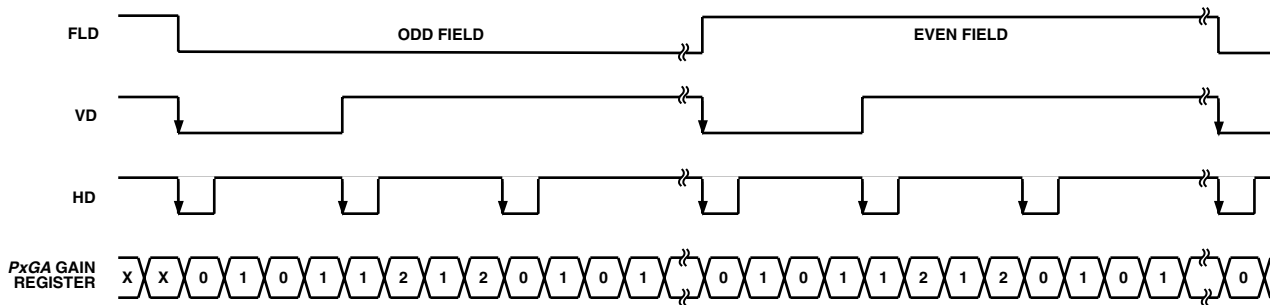 FLD
ODD FIELD
EVEN FIELD
VD
HD
PxGA GAIN
REGISTER
X X 0 1 0 1 1 2 1 2 0 1 0 1 0 1 0 1 1 2 1 2 0 1 0 1 0